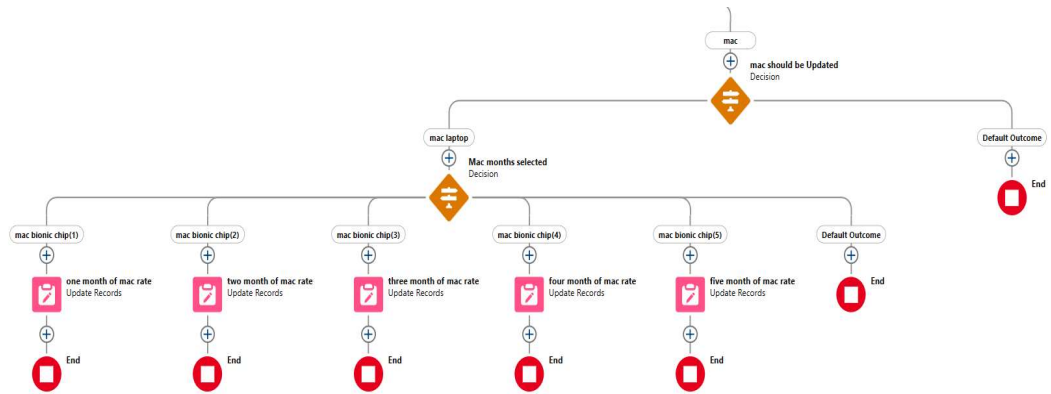 mac
mac should be Updated
Decision
mac laptop
Default Outcome
Mac months selected
Decision
End
mac bionic chip(1)
mac bionic chip(2)
mac bionic chip(3)
mac bionic chip(4)
mac bionic chip(5)
Default Outcome
one month of mac rate
Update Records
two month of mac rate
Update Records
three month of mac rate
Update Records
four month of mac rate
Update Records
five month of mac rate
Update Records
End
End
End
End
End
End